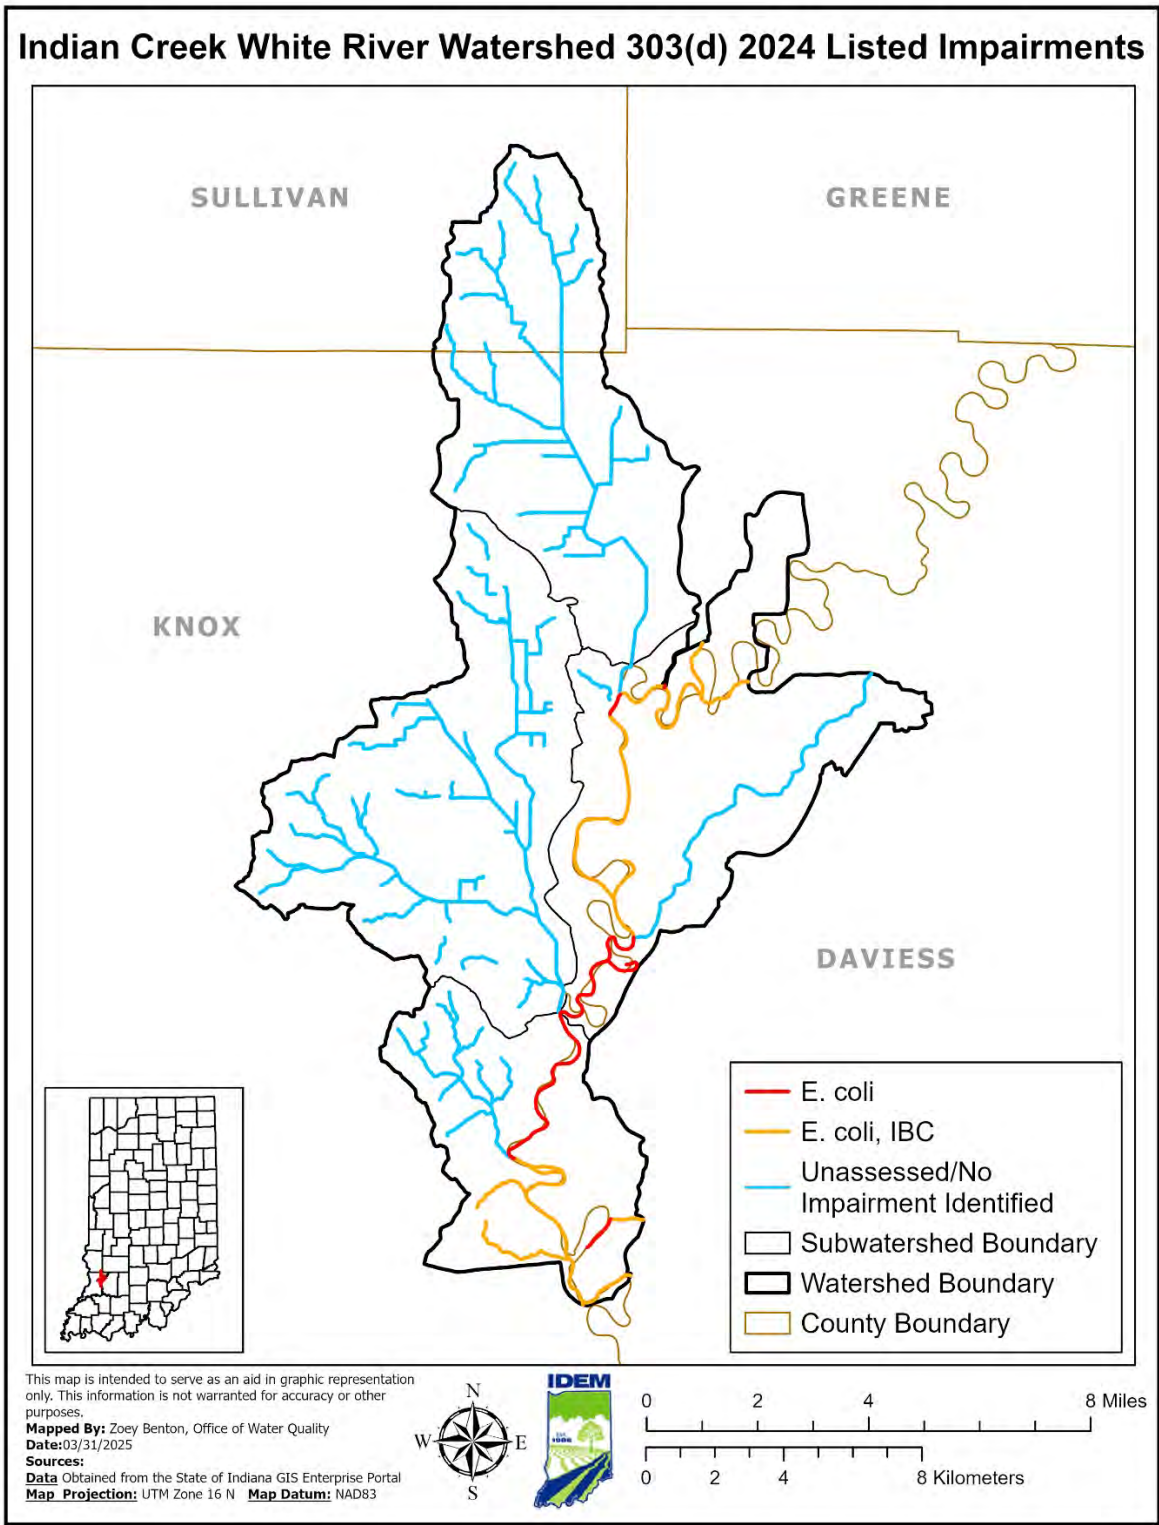 Indian Creek White River Watershed 303(d) 2024 Listed Impairments
SULLIVAN
GREENE
KNOX
DAVIESS
E. coli
E. coli, IBC
Unassessed/No
Impairment Identified
Subwatershed Boundary
Watershed Boundary
County Boundary
This map is intended to serve as an aid in graphic representation
only. This information is not warranted for accuracy or other
purposes.
Mapped By: Zoey Benton, Office of Water Quality
Date:03/31/2025
Sources:
Data Obtained from the State of Indiana GIS Enterprise Portal
Map Projection: UTM Zone 16 N Map Datum: NAD83
N
W E
S
IDEM
EST.
1986
0 2 4 8 Miles
0 2 4 8 Kilometers